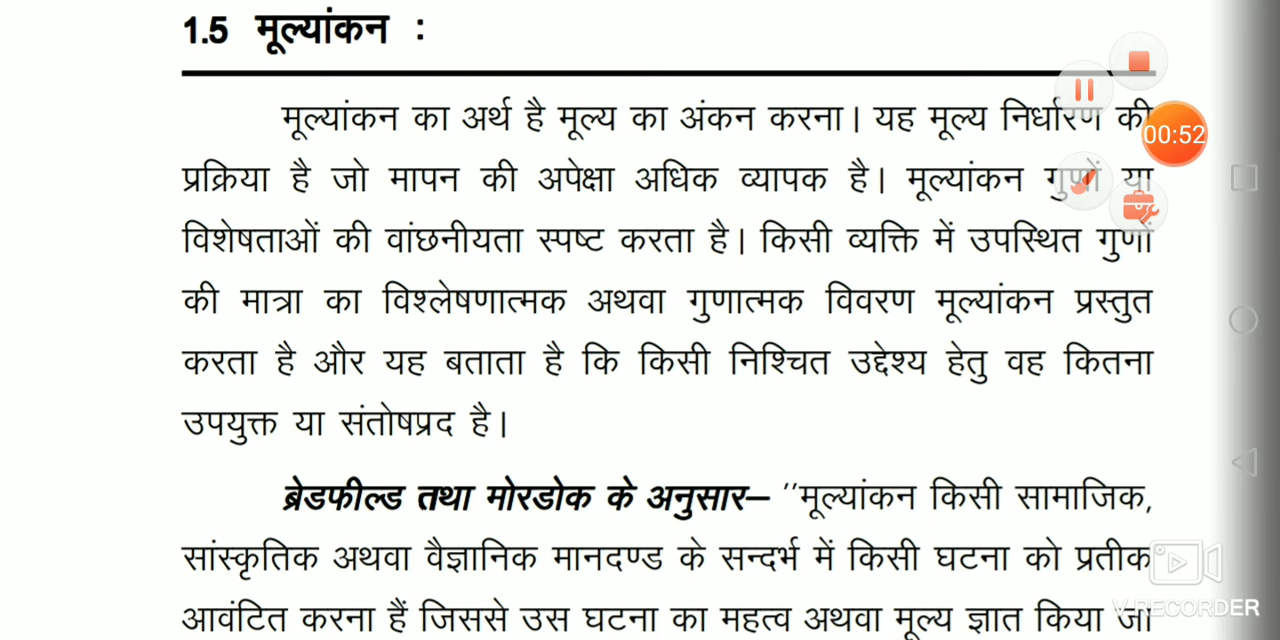 1.5 मूल्यांकन :
मूल्यांकन का अर्थ है मूल्य का अंकन करना। यह मूल्य निर्धारण की
00:52
प्रक्रिया है जो मापन की अपेक्षा अधिक व्यापक है। मूल्यांकन गुणों या
विशेषताओं की वांछनीयता स्पष्ट करता है। किसी व्यक्ति में उपस्थित गुणों
की मात्रा का विश्लेषणात्मक अथवा गुणात्मक विवरण मूल्यांकन प्रस्तुत
करता है और यह बताता है कि किसी निश्चित उद्देश्य हेतु वह कितना
उपयुक्त या संतोषप्रद है।
ब्रेडफील्ड तथा मोरडोक के अनुसार– ''मूल्यांकन किसी सामाजिक,
सांस्कृतिक अथवा वैज्ञानिक मानदण्ड के सन्दर्भ में किसी घटना को प्रतीक
आवंटित करना हैं जिससे उस घटना का महत्व अथवा मूल्य ज्ञात किया जा
V.RECORDER